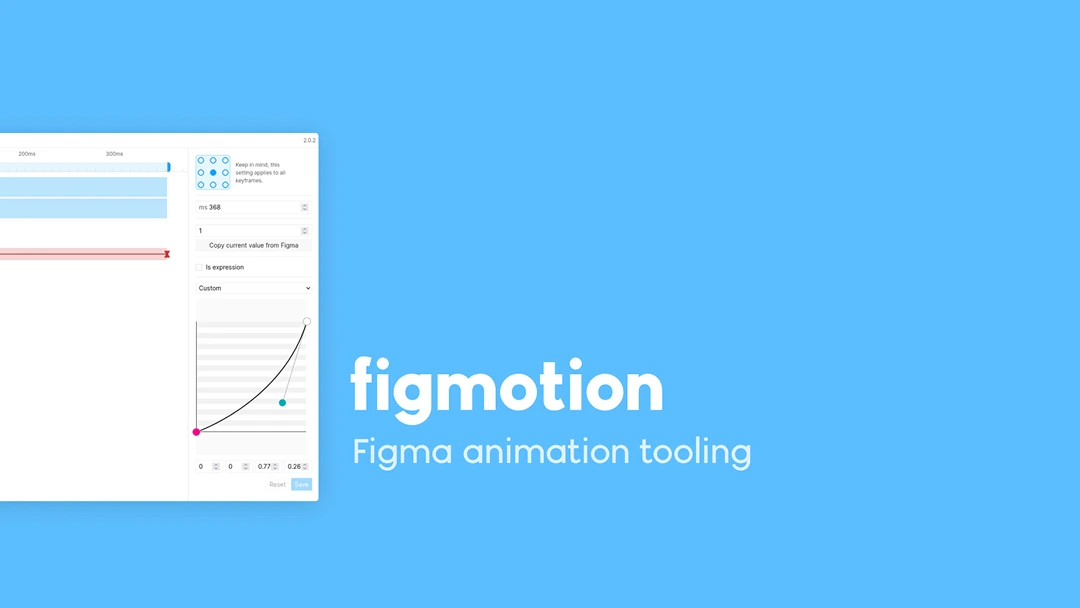 2.0.2
200ms 300ms
Keep in mind, this
setting applies to all
keyframes.
ms 368
1
Copy current value from Figma
Is expression
Custom
0 0 0.77 0.26
Reset Save
figmotion
Figma animation tooling